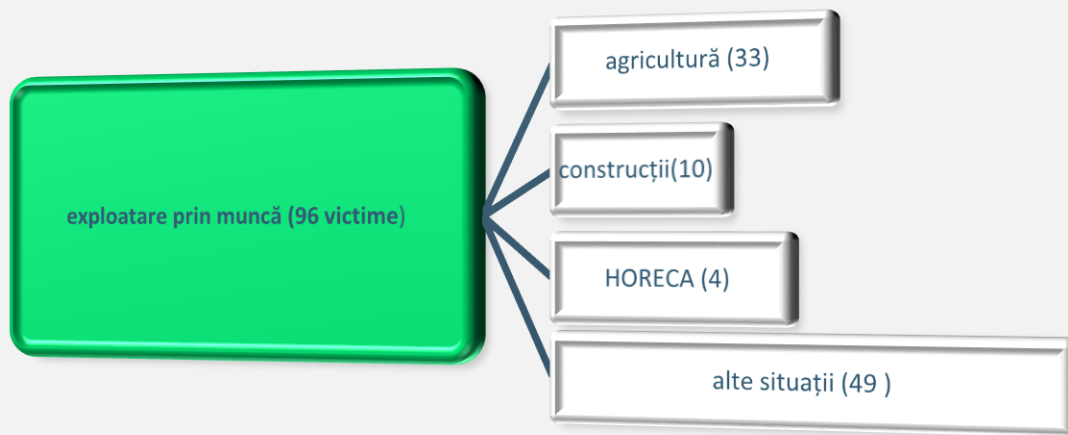 agricultură (33)
construcții(10)
exploatare prin muncă (96 victime)
HORECA (4)
alte situații (49 )